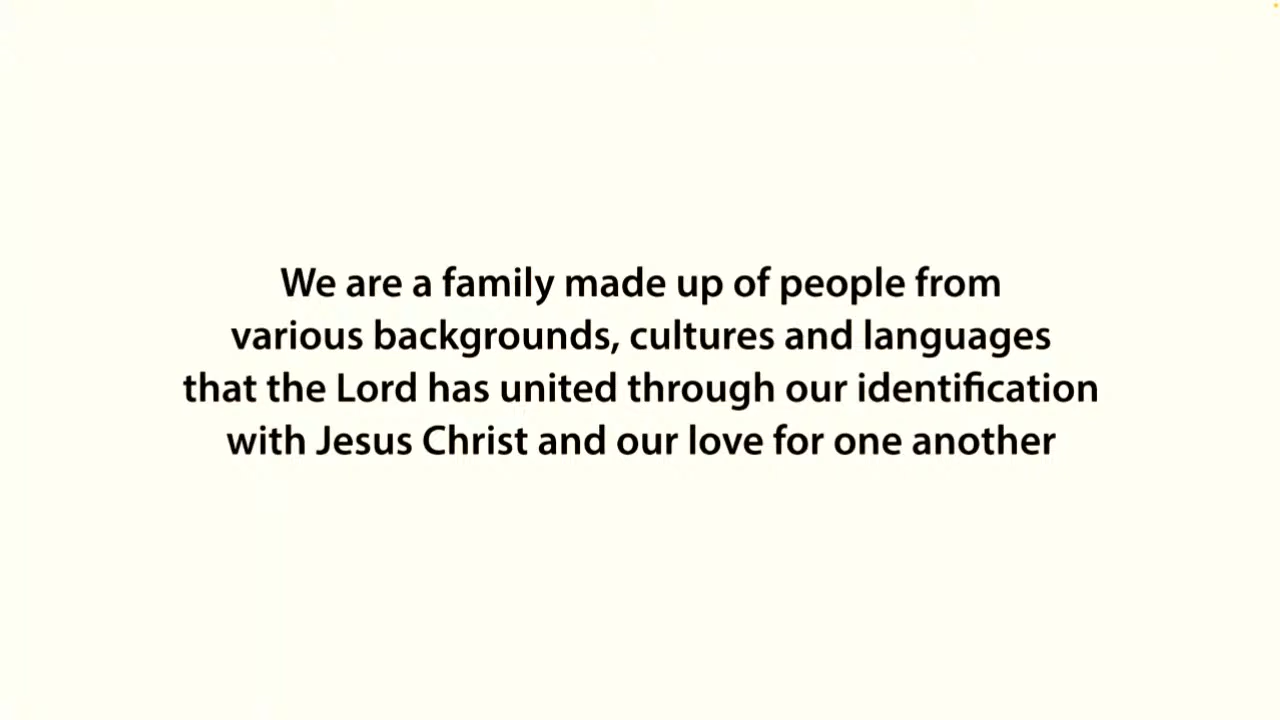 We are a family made up of people from
various backgrounds, cultures and languages
that the Lord has united through our identification
with Jesus Christ and our love for one another